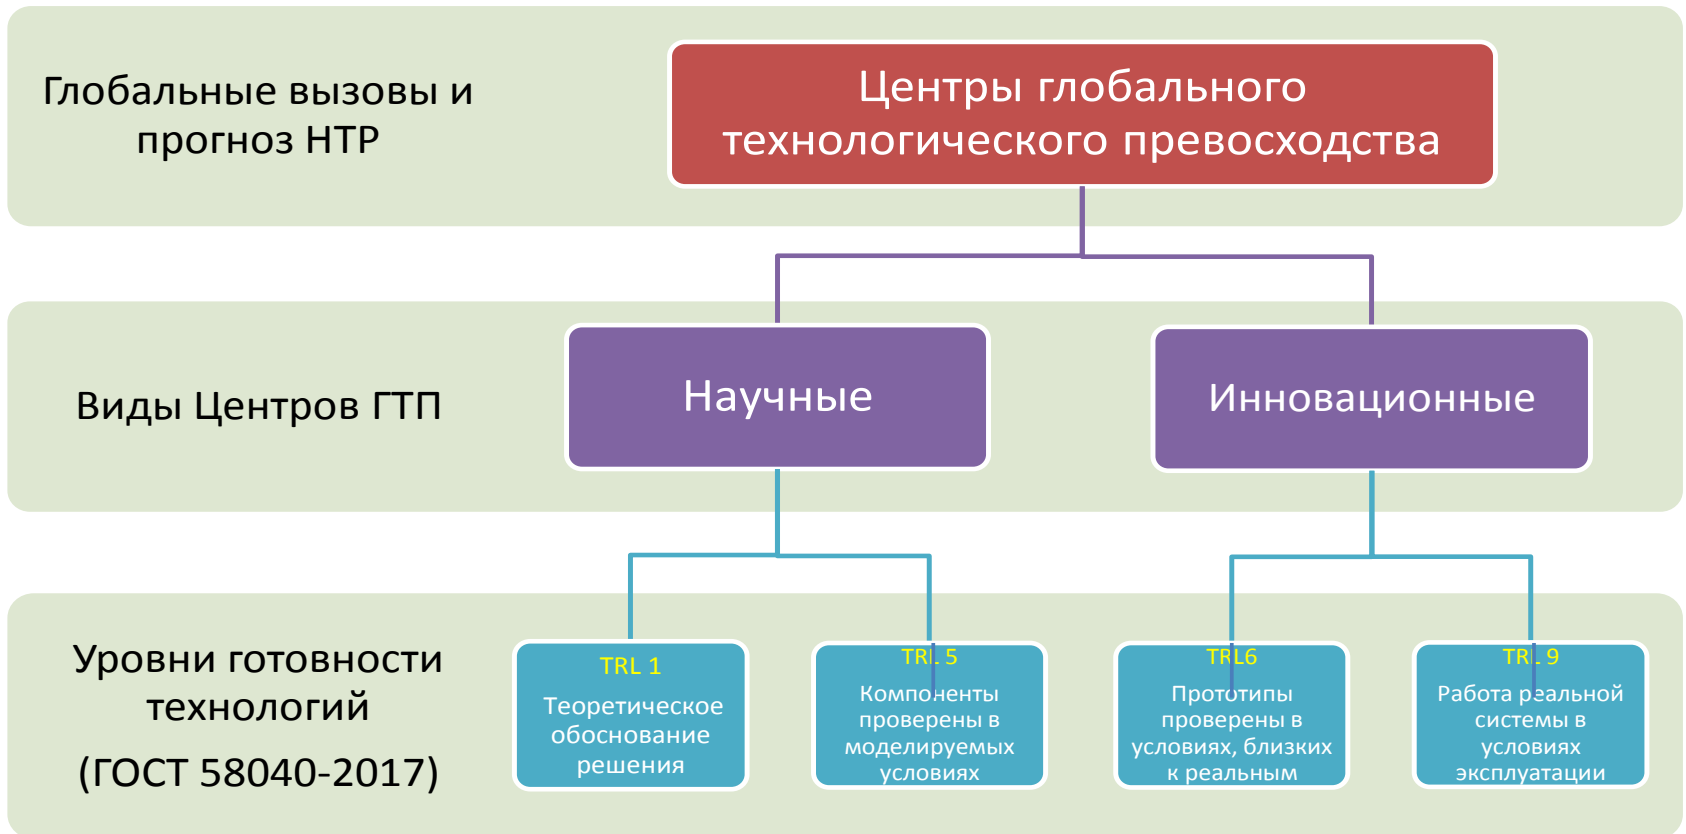 Глобальные вызовы и
прогноз НТР
Центры глобального
технологического превосходства
Виды Центров ГТП
Научные
Инновационные
Уровни готовности
технологий
(ГОСТ 58040-2017)
TRL 1
Теоретическое
обоснование
решения
TRL 5
Компоненты
проверены в
моделируемых
условиях
TRL6
Прототипы
проверены в
условиях, близких
к реальным
TRL 9
Работа реальной
системы в
условиях
эксплуатации